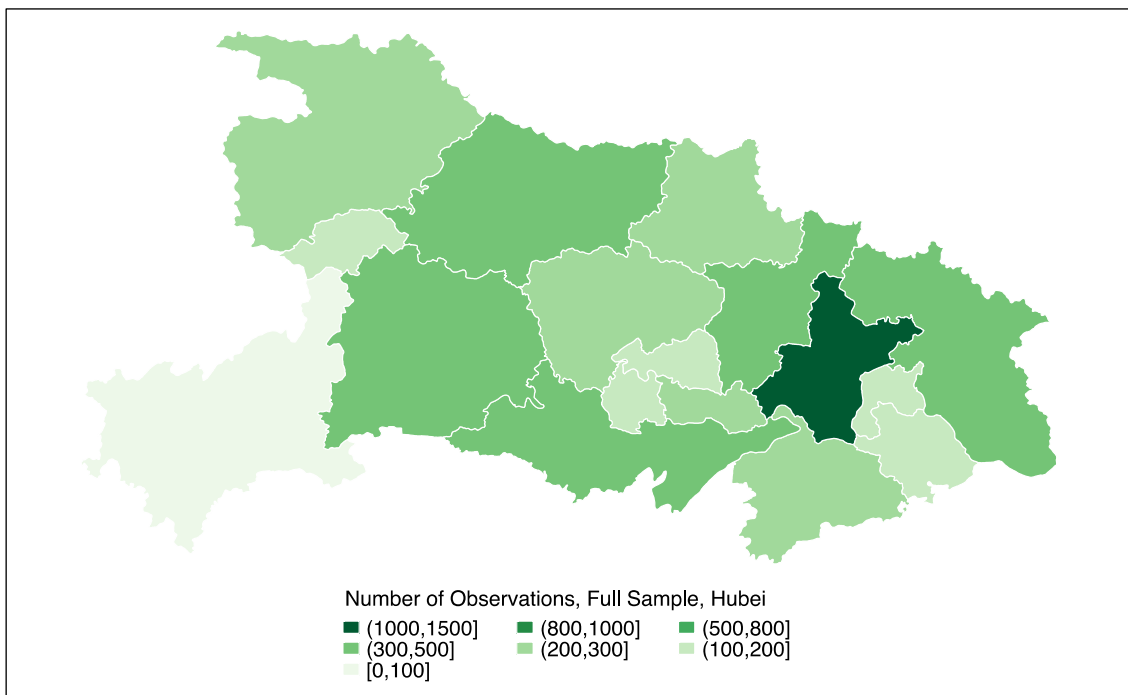 Number of Observations, Full Sample, Hubei
(1000,1500] (800,1000] (500,800]
(300,500] (200,300] (100,200]
[0,100]